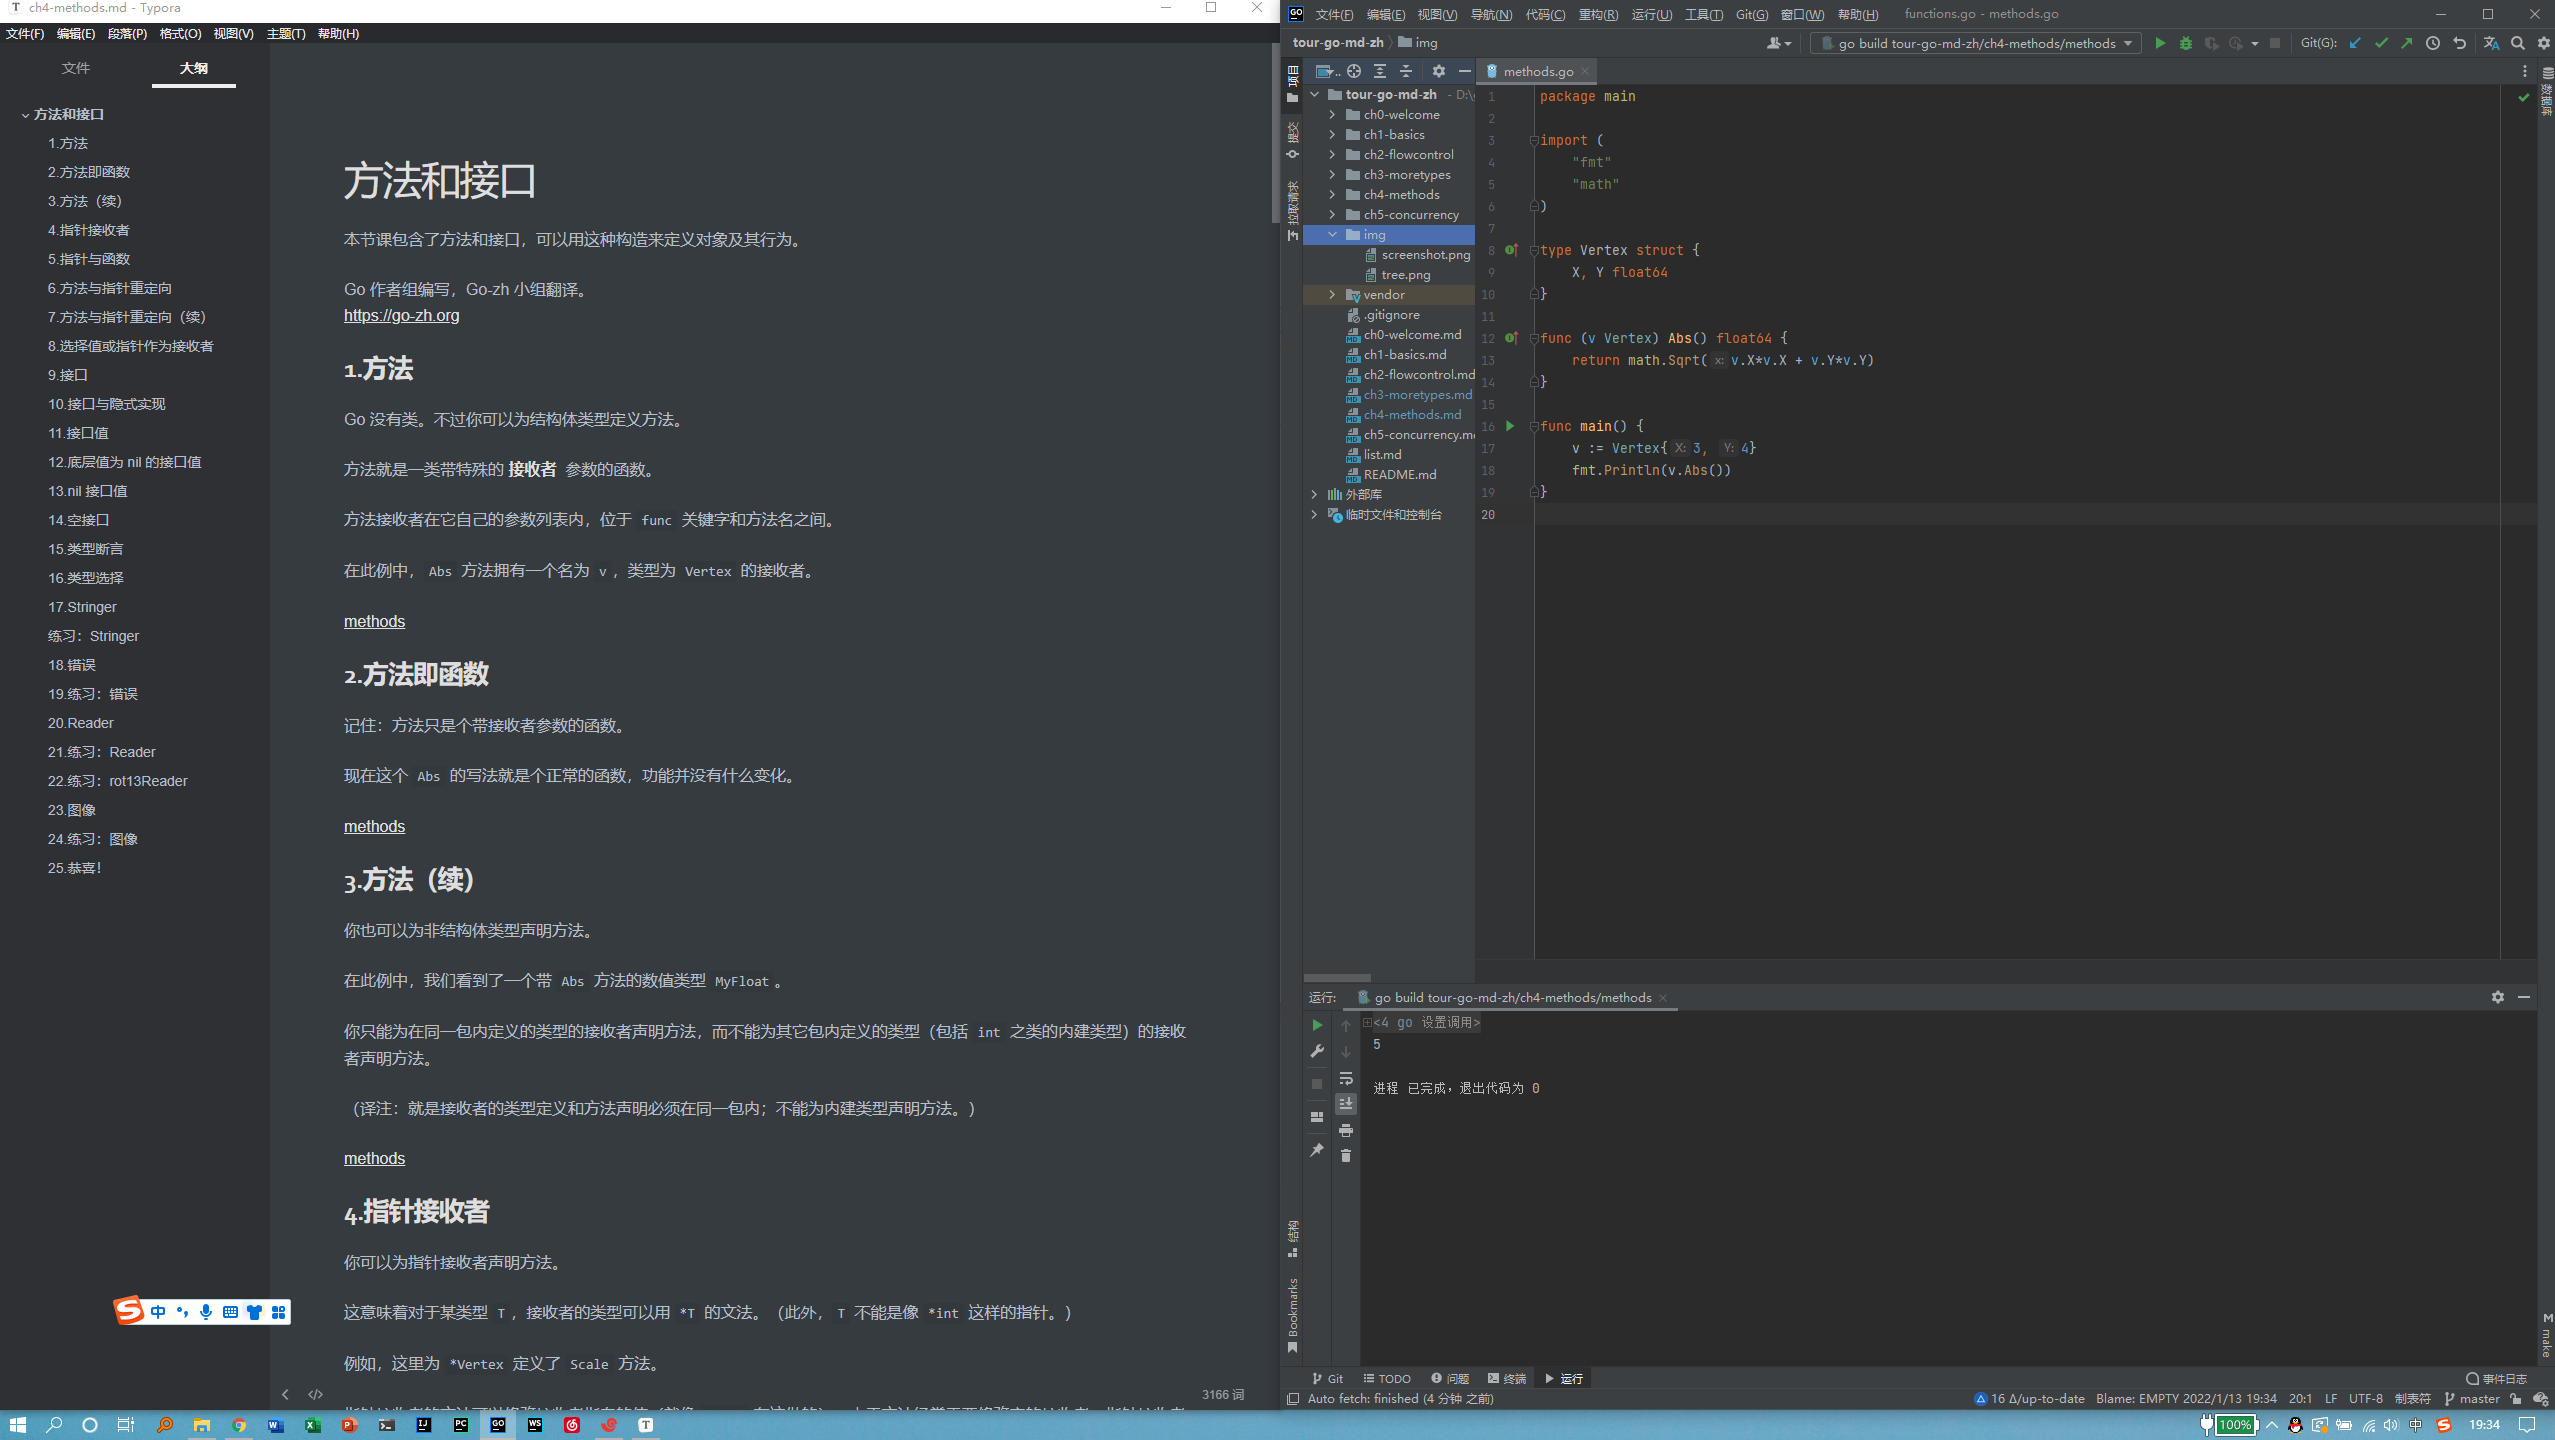 ch4-methods.md - Typora
文件(F) 编辑(E) 段落(P) 格式(O) 视图(V) 主题(T) 帮助(H)
文件 大纲
方法和接口
1.方法
2.方法即函数
3.方法（续）
4.指针接收者
5.指针与函数
6.方法与指针重定向
7.方法与指针重定向（续）
8.选择值或指针作为接收者
9.接口
10.接口与隐式实现
11.接口值
12.底层值为 nil 的接口值
13.nil 接口值
14.空接口
15.类型断言
16.类型选择
17.Stringer
练习：Stringer
18.错误
19.练习：错误
20.Reader
21.练习：Reader
22.练习：rot13Reader
23.图像
24.练习：图像
25.恭喜！
方法和接口
本节课包含了方法和接口，可以用这种构造来定义对象及其行为。
Go 作者组编写，Go-zh 小组翻译。
https://go-zh.org
1.方法
Go 没有类。不过你可以为结构体类型定义方法。
方法就是一类带特殊的 接收者 参数的函数。
方法接收者在它自己的参数列表内，位于 func 关键字和方法名之间。
在此例中，Abs 方法拥有一个名为 v，类型为 Vertex 的接收者。
methods
2.方法即函数
记住：方法只是个带接收者参数的函数。
现在这个 Abs 的写法就是个正常的函数，功能并没有什么变化。
methods
3.方法（续）
你也可以为非结构体类型声明方法。
在此例中，我们看到了一个带 Abs 方法的数值类型 MyFloat。
你只能为在同一包内定义的类型的接收者声明方法，而不能为其它包内定义的类型（包括 int 之类的内建类型）的接收
者声明方法。
（译注：就是接收者的类型定义和方法声明必须在同一包内；不能为内建类型声明方法。）
methods
4.指针接收者
你可以为指针接收者声明方法。
这意味着对于某类型 T，接收者的类型可以用 *T 的文法。（此外，T 不能是像 *int 这样的指针。）
例如，这里为 *Vertex 定义了 Scale 方法。
3166 词
中
GO 文件(F) 编辑(E) 视图(V) 导航(N) 代码(C) 重构(R) 运行(U) 工具(T) Git(G) 窗口(W) 帮助(H) functions.go - methods.go
tour-go-md-zh img
go build tour-go-md-zh/ch4-methods/methods
Git(G):
项目
提交
拉取请求
结构
Bookmarks
tour-go-md-zh - D:\
ch0-welcome
ch1-basics
ch2-flowcontrol
ch3-moretypes
ch4-methods
ch5-concurrency
img
screenshot.png
tree.png
vendor
.gitignore
ch0-welcome.md
ch1-basics.md
ch2-flowcontrol.md
ch3-moretypes.md
ch4-methods.md
ch5-concurrency.md
list.md
README.md
外部库
临时文件和控制台
methods.go
1 package main
2
3 import (
4 "fmt"
5 "math"
6 )
7
8 type Vertex struct {
9 X, Y float64
10 }
11
12 func (v Vertex) Abs() float64 {
13 return math.Sqrt( x: v.X*v.X + v.Y*v.Y)
14 }
15
16 func main() {
17 v := Vertex{ X: 3, Y: 4}
18 fmt.Println(v.Abs())
19 }
20
数据库
make
运行: go build tour-go-md-zh/ch4-methods/methods
<4 go 设置调用>
5
进程 已完成，退出代码为 0
Git TODO 问题 终端 运行 事件日志
Auto fetch: finished (4 分钟 之前)
16 Δ/up-to-date Blame: EMPTY 2022/1/13 19:34 20:1 LF UTF-8 制表符 master
100% 中 19:34